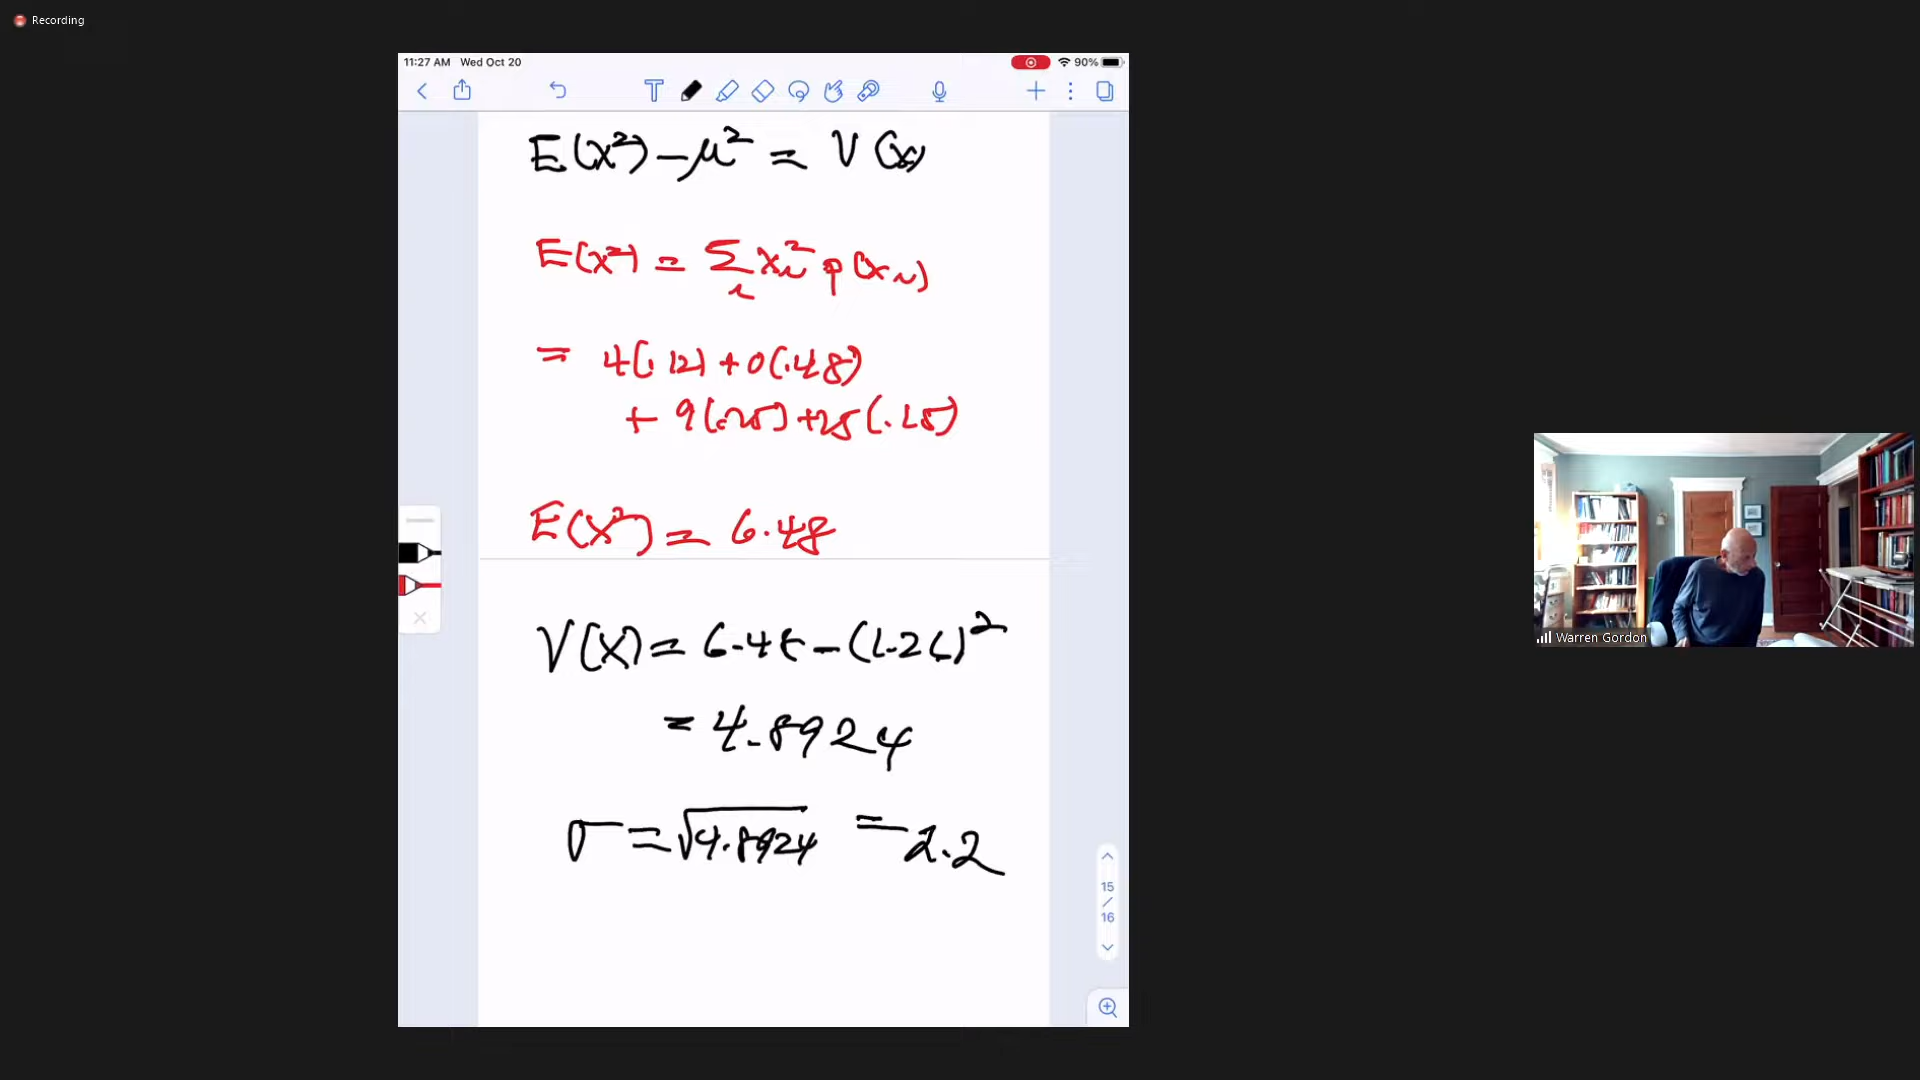 Recording
11:27 AM Wed Oct 20
90%
E(x²) – μ² = V(x)
E(x²) = Σᵢ xᵢ² p(xᵢ)
= 4(.12) + 0(.48)
+ 9(.25) + 25(.15)
E(x²) = 6.48
V(X) = 6.48 – (1.26)²
= 4.8924
σ = √4.8924 = 2.2
15
/
16
Warren Gordon